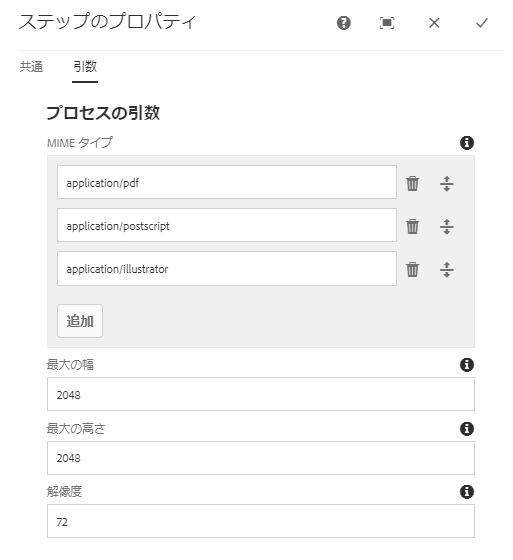 ステップのプロパティ
共通 引数
プロセスの引数
MIME タイプ
application/pdf
application/postscript
application/illustrator
追加
最大の幅
2048
最大の高さ
2048
解像度
72